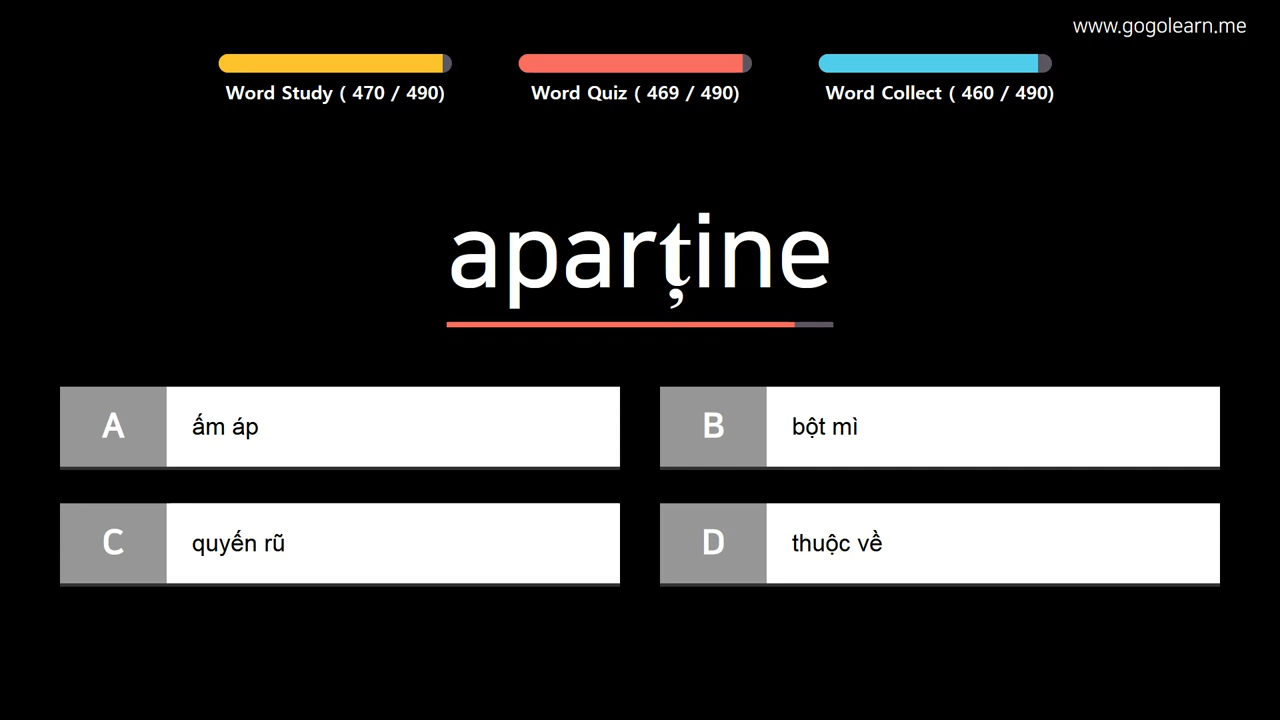 www.gogolearn.me
Word Study ( 470 / 490)
Word Quiz ( 469 / 490)
Word Collect ( 460 / 490)
aparține
A
ấm áp
B
bột mì
C
quyến rũ
D
thuộc về